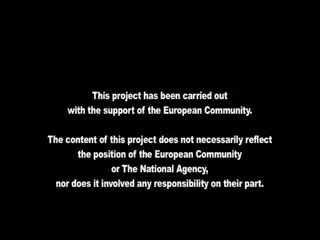 This project has been carried out
with the support of the European Community.
The content of this project does not necessarily reflect
the position of the European Community
or The National Agency,
nor does it involved any responsibility on their part.